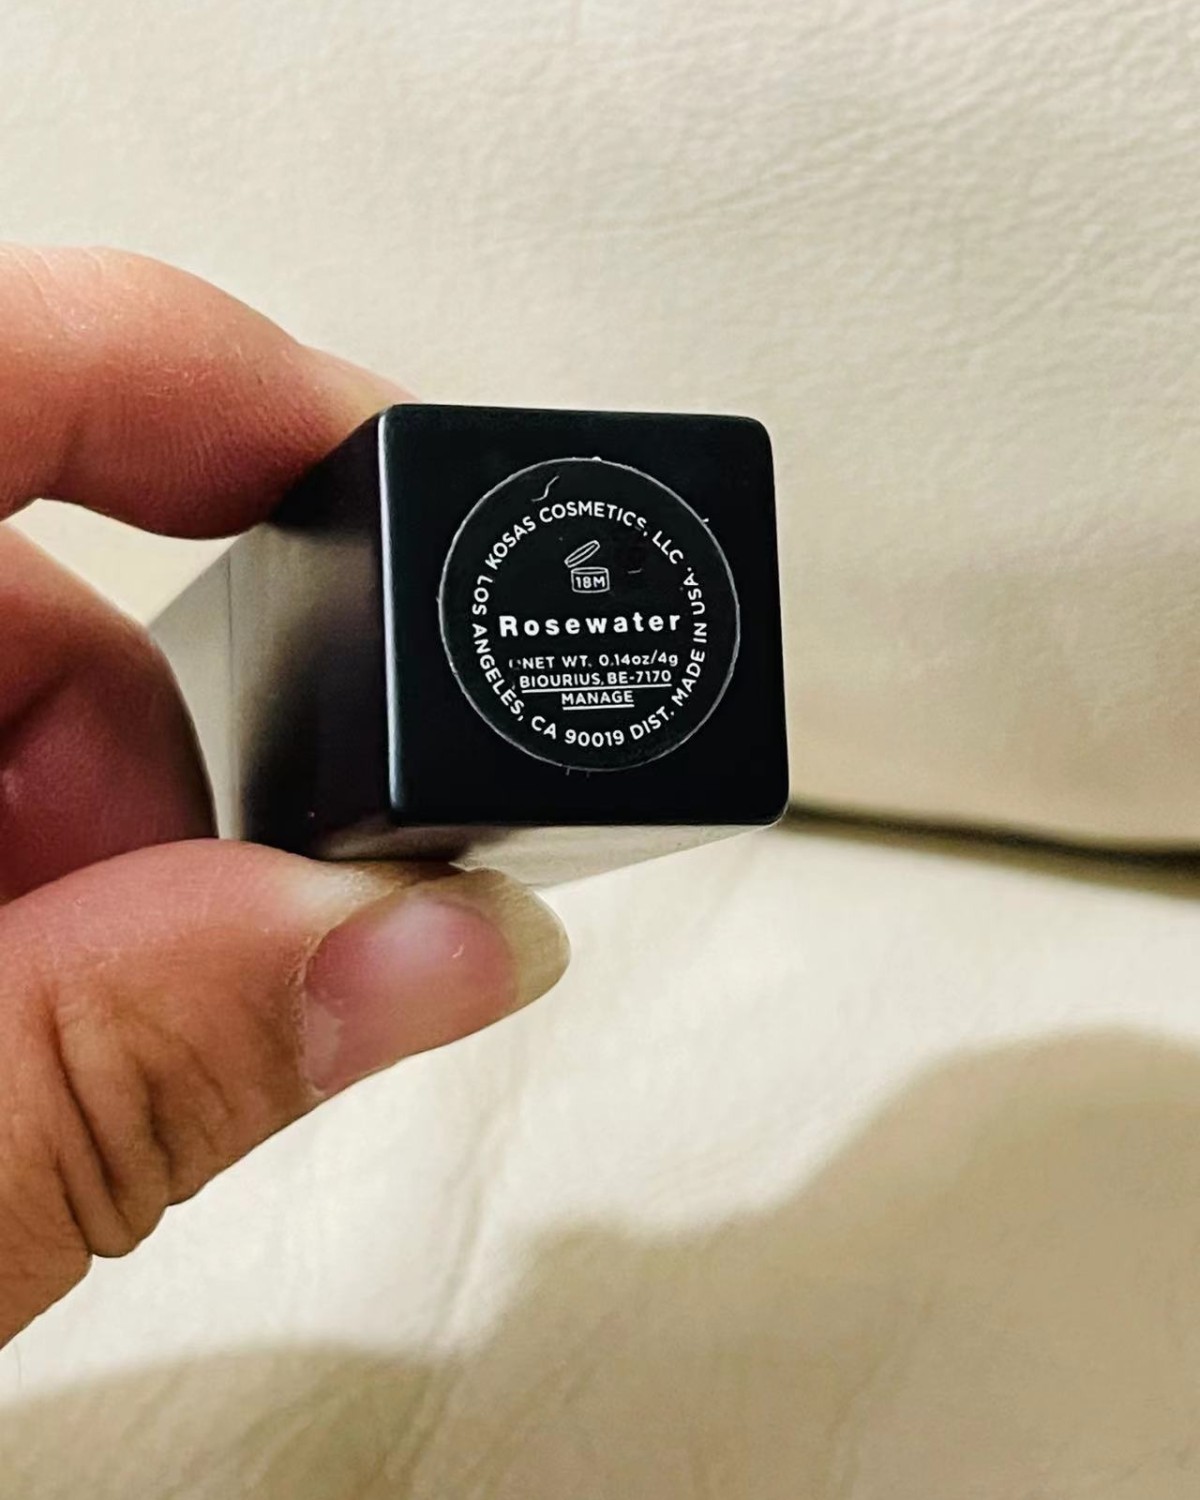 KOSAS COSMETICS, LLC.
LOS ANGELES, CA 90019 DIST. MADE IN USA.
18M
Rosewater
NET WT. 0.14oz/4g
BIOURIUS, BE-7170
MANAGE